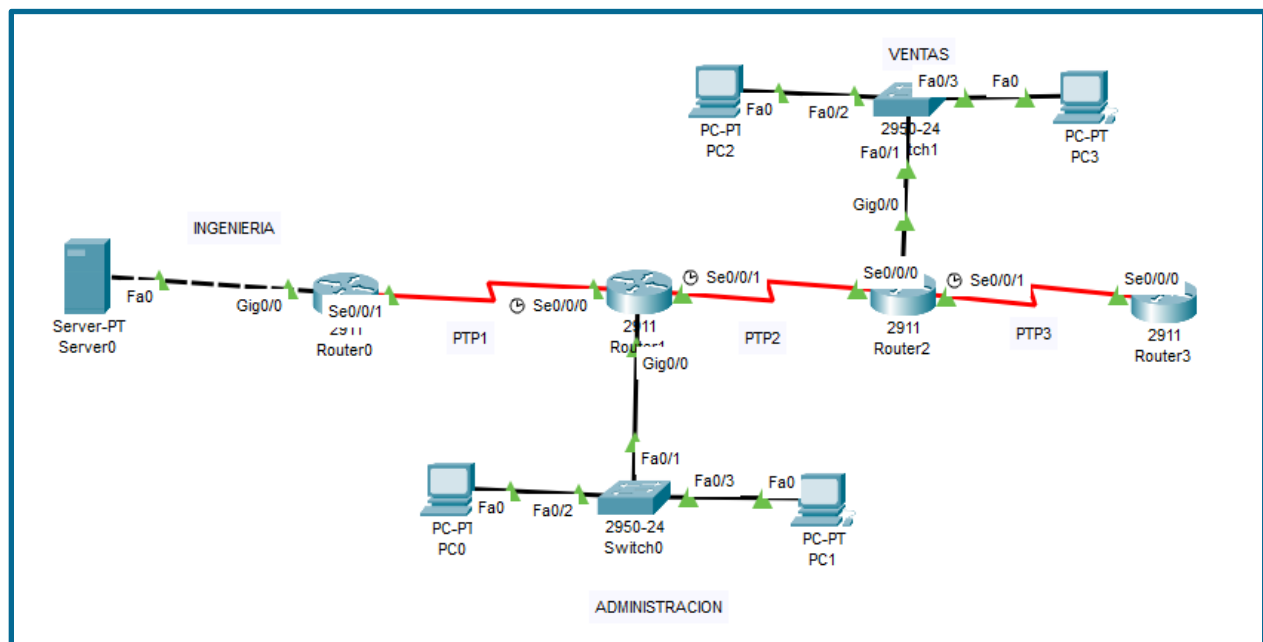 VENTAS
Fa0/3
Fa0
Fa0
Fa0/2
PC-PT
PC2
2950-24
tch1
PC-PT
PC3
Fa0/1
Gig0/0
INGENIERIA
Fa0
Gig0/0
Server-PT
Server0
Se0/0/1
2911
Router0
PTP1
Se0/0/0
2911
Router1
Gig0/0
Se0/0/1
PTP2
Se0/0/0
2911
Router2
Se0/0/1
PTP3
Se0/0/0
2911
Router3
Fa0/1
Fa0
Fa0/2
PC-PT
PC0
2950-24
Switch0
Fa0/3
Fa0
PC-PT
PC1
ADMINISTRACION